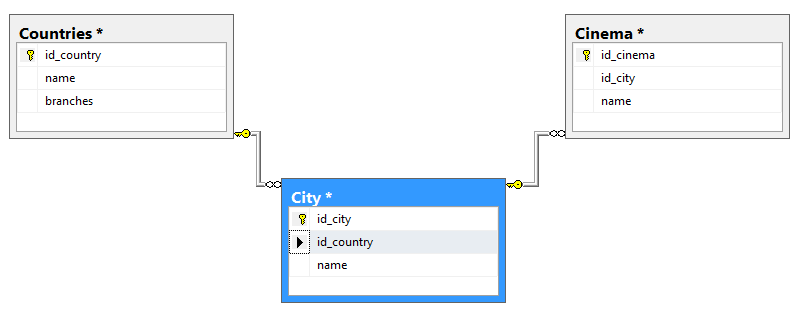 Countries *
id_country
name
branches
Cinema *
id_cinema
id_city
name
City *
id_city
id_country
name